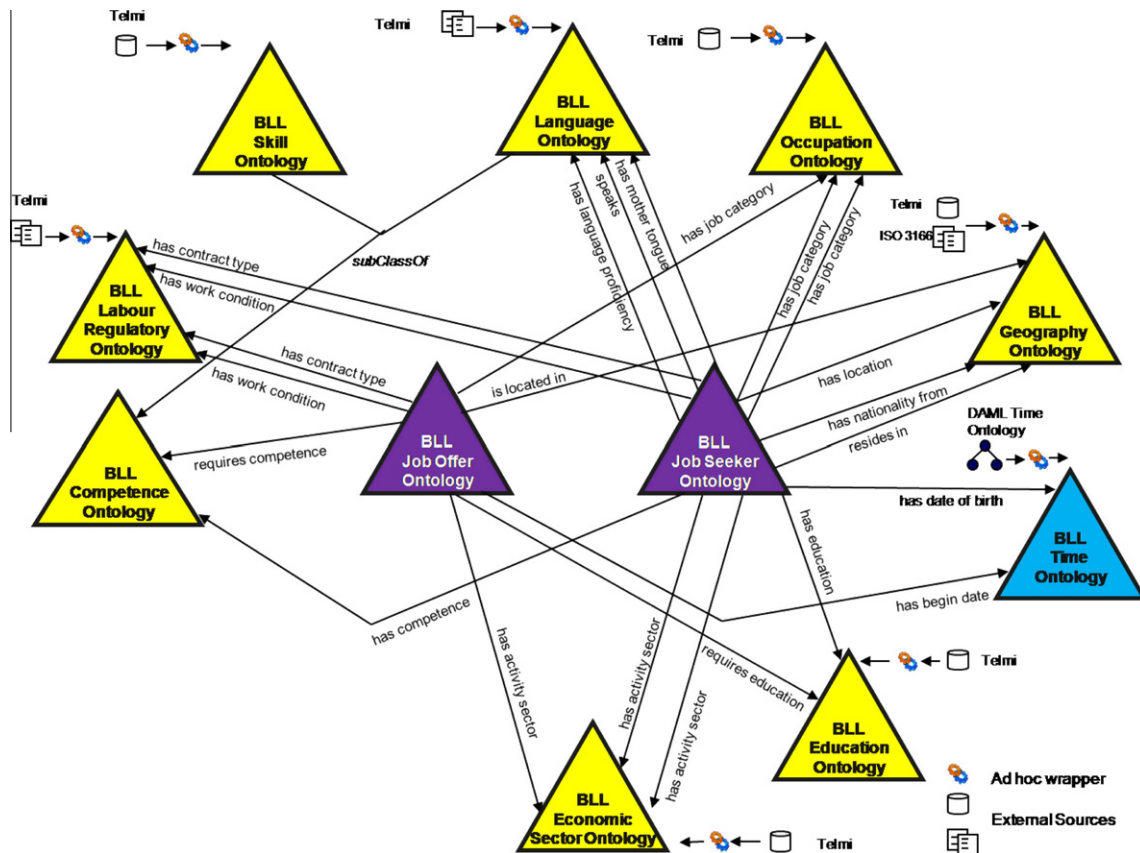 Telmi
Telmi
Telmi
BLL
Skill
Ontology
BLL
Language
Ontology
BLL
Occupation
Ontology
Telmi
Telmi
ISO 3166
has mother tongue
speaks
has language proficiency
has job category
has job category
has job category
has contract type
has work condition
subClassOf
BLL
Labour
Regulatory
Ontology
BLL
Geography
Ontology
has contract type
has work condition
is located in
has location
has nationality from
resides in
DAML Time
Ontology
BLL
Job Offer
Ontology
BLL
Job Seeker
Ontology
requires competence
BLL
Competence
Ontology
has date of birth
has education
BLL
Time
Ontology
has begin date
has competence
has activity sector
has activity sector
has activity sector
requires education
Telmi
BLL
Education
Ontology
BLL
Economic
Sector Ontology
Telmi
Ad hoc wrapper
External Sources